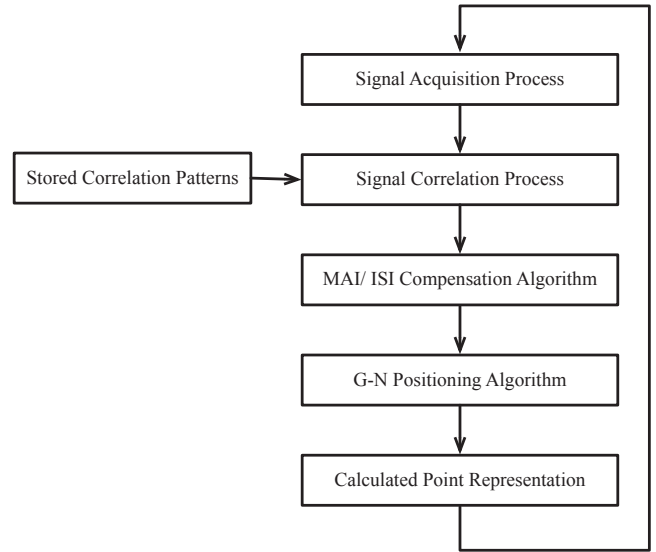 Signal Acquisition Process
Stored Correlation Patterns
Signal Correlation Process
MAI/ ISI Compensation Algorithm
G-N Positioning Algorithm
Calculated Point Representation